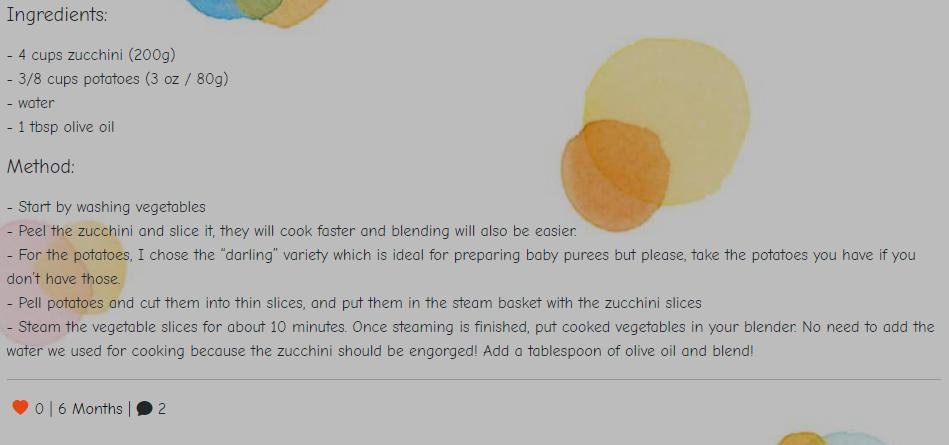 Ingredients:
- 4 cups zucchini (200g)
- 3/8 cups potatoes (3 oz / 80g)
- water
- 1 tbsp olive oil
Method:
- Start by washing vegetables
- Peel the zucchini and slice it, they will cook faster and blending will also be easier.
- For the potatoes, I chose the “darling” variety which is ideal for preparing baby purees but please, take the potatoes you have if you
don't have those.
- Pell potatoes and cut them into thin slices, and put them in the steam basket with the zucchini slices
- Steam the vegetable slices for about 10 minutes. Once steaming is finished, put cooked vegetables in your blender. No need to add the
water we used for cooking because the zucchini should be engorged! Add a tablespoon of olive oil and blend!
0 | 6 Months | 2